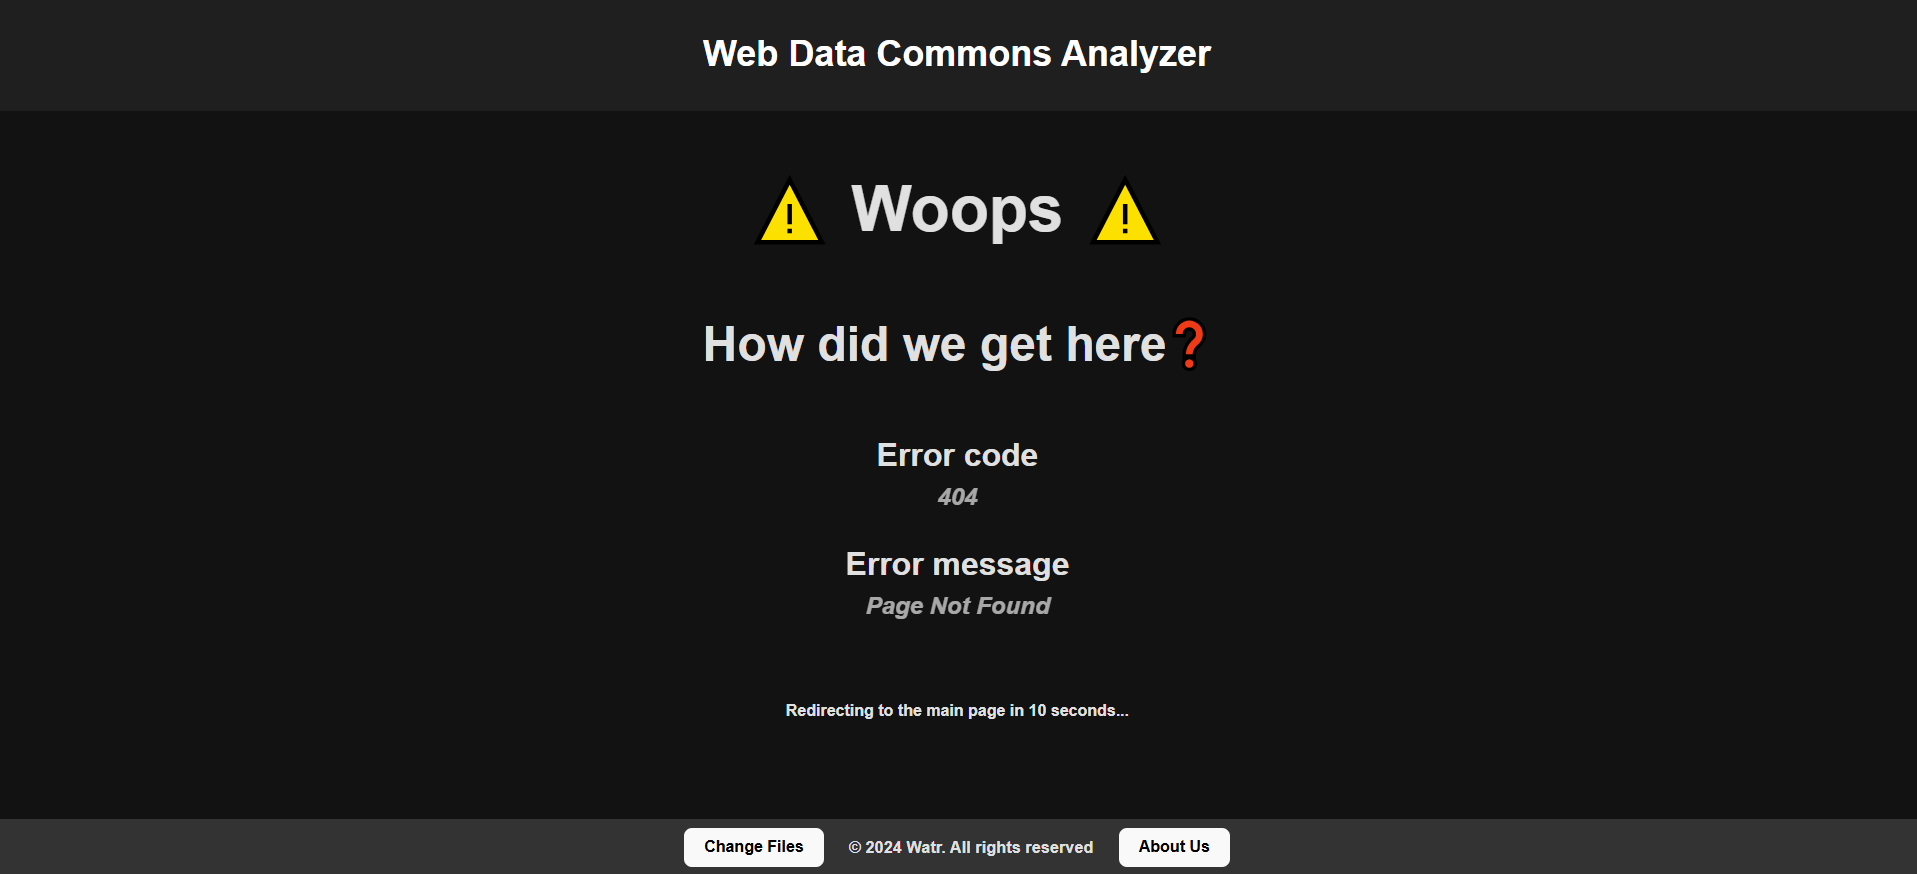 Web Data Commons Analyzer
⚠️ Woops ⚠️
How did we get here❓
Error code
404
Error message
Page Not Found
Redirecting to the main page in 10 seconds...
Change Files © 2024 Watr. All rights reserved About Us